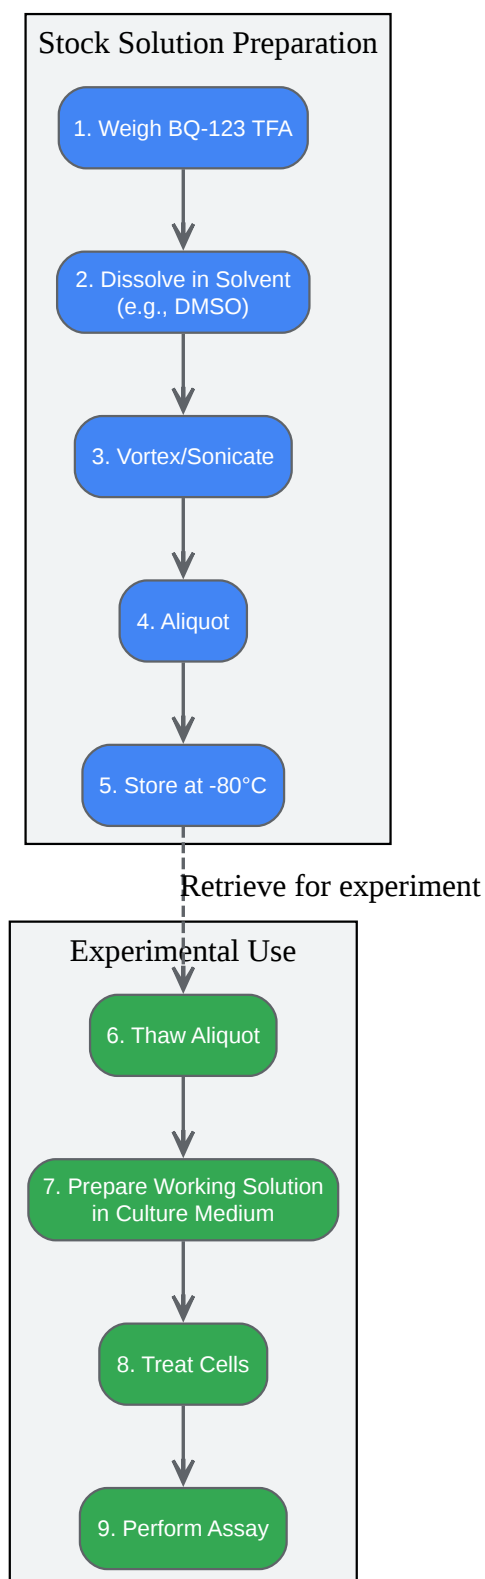 Stock Solution Preparation
1. Weigh BQ-123 TFA
2. Dissolve in Solvent
(e.g., DMSO)
3. Vortex/Sonicate
4. Aliquot
5. Store at -80°C
Retrieve for experiment
Experimental Use
6. Thaw Aliquot
7. Prepare Working Solution
in Culture Medium
8. Treat Cells
9. Perform Assay